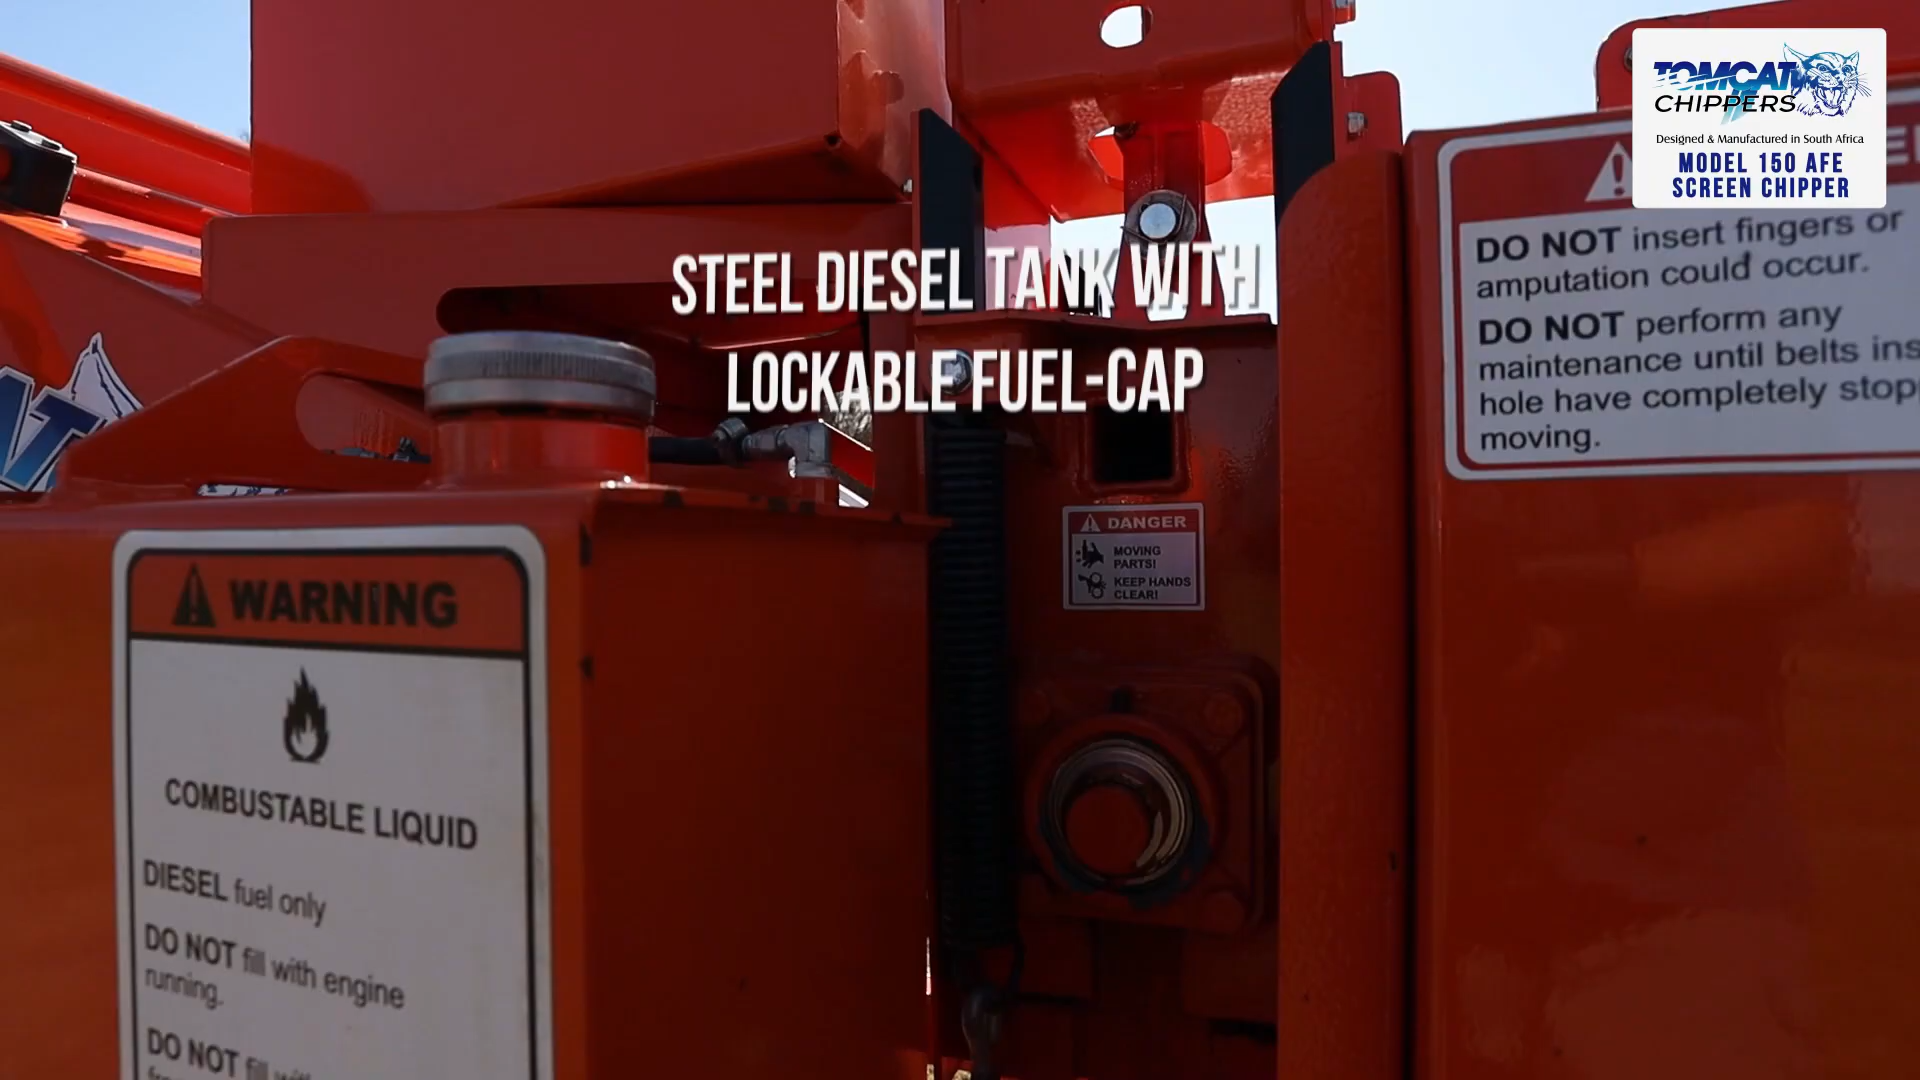 TOMCAT
CHIPPERS
Designed & Manufactured in South Africa
MODEL 150 AFE
SCREEN CHIPPER
STEEL DIESEL TANK WITH
LOCKABLE FUEL-CAP
DO NOT insert fingers or
amputation could occur.
DO NOT perform any
maintenance until belts
hole have completely
moving.
DANGER
MOVING
PARTS!
KEEP HANDS
CLEAR!
WARNING
COMBUSTABLE LIQUID
DIESEL fuel only
DO NOT fill with engine
running.
DO NOT fill